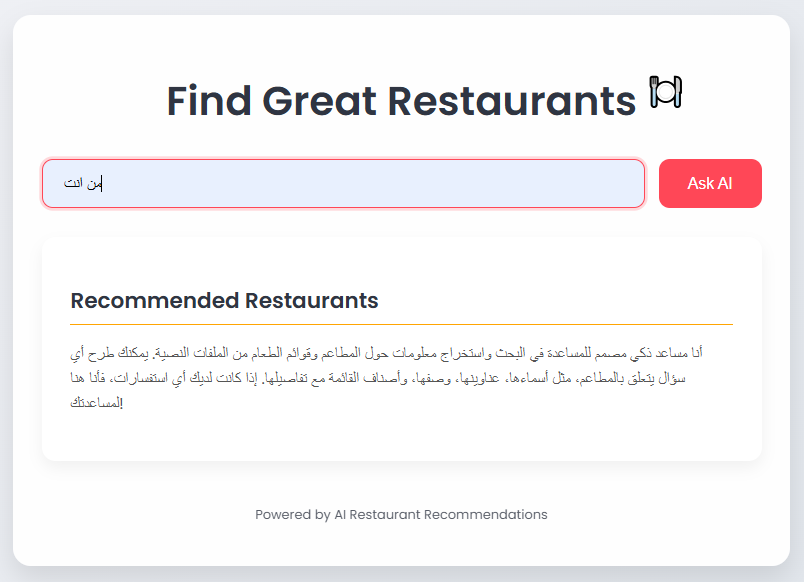 Find Great Restaurants 🍽
من انت
Ask AI
Recommended Restaurants
أنا مساعد ذكي مصمم للمساعدة في البحث واستخراج معلومات حول المطاعم وقوائم الطعام من الملفات النصية. يمكنك طرح أي
سؤال يتعلق بالمطاعم، مثل أسماءها، عناوينها، وصفها، وأصناف القائمة مع تفاصيلها. إذا كانت لديك أي استفسارات، فأنا هنا
لمساعدتك!
Powered by AI Restaurant Recommendations